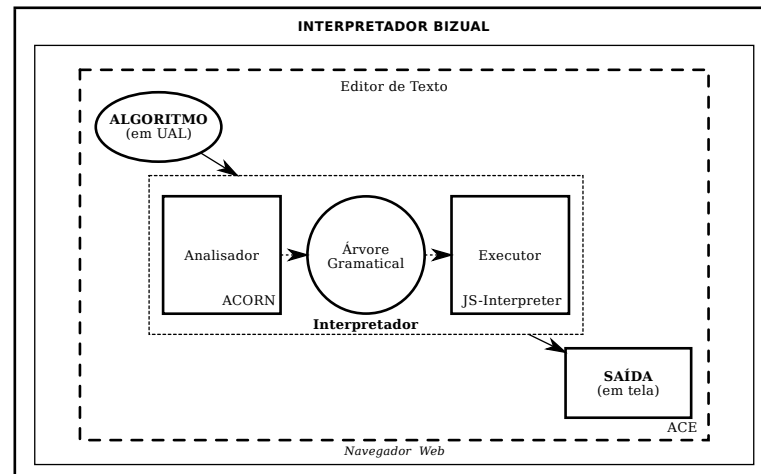 INTERPRETADOR BIZUAL
Editor de Texto
ALGORITMO
(em UAL)
Analisador
ACORN
Árvore
Gramatical
Executor
JS-Interpreter
Interpretador
SAÍDA
(em tela)
ACE
Navegador Web